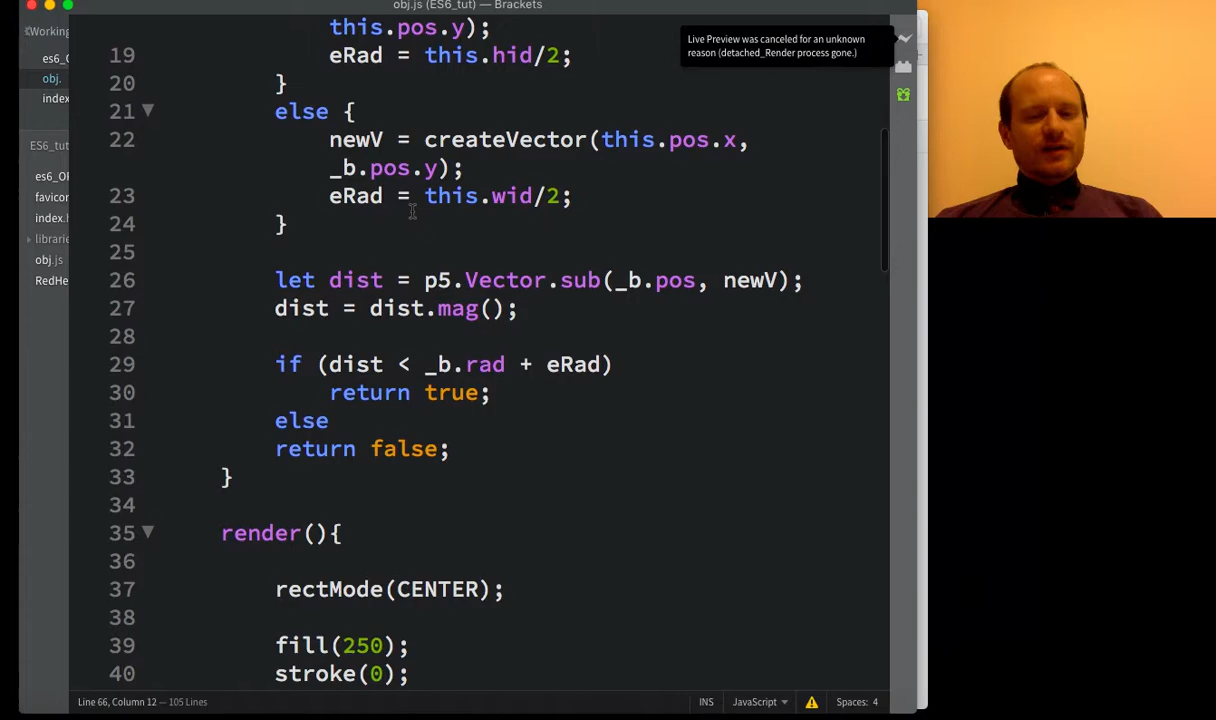 obj.js (ES6_tut) — Brackets
Working
es6_O
obj.
index
ES6_tut
es6_OI
favico
index.h
libraries
obj.js
RedHe
this.pos.y);
19 eRad = this.hid/2;
20 }
21 else {
22 newV = createVector(this.pos.x,
_b.pos.y);
23 eRad = this.wid/2;
24 }
25
26 let dist = p5.Vector.sub(_b.pos, newV);
27 dist = dist.mag();
28
29 if (dist < _b.rad + eRad)
30 return true;
31 else
32 return false;
33 }
34
35 render(){
36
37 rectMode(CENTER);
38
39 fill(250);
40 stroke(0);
Live Preview was canceled for an unknown
reason (detached_Render process gone.)
Line 66, Column 12 — 105 Lines
INS
JavaScript
Spaces: 4